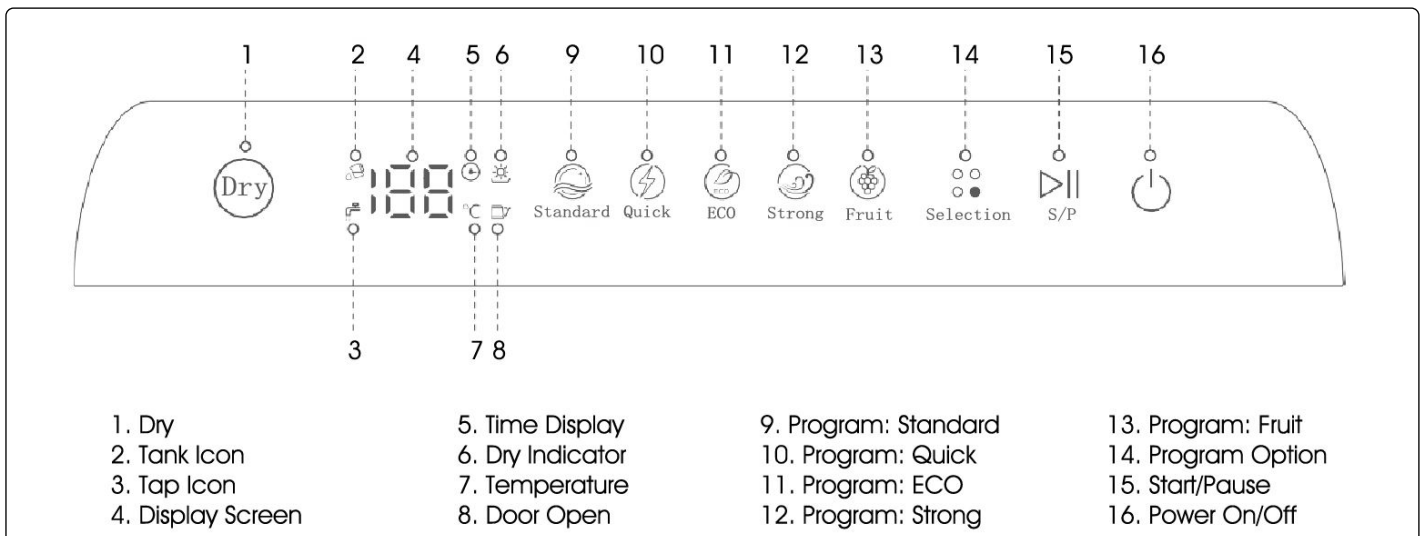 1 2 4 5 6 9 10 11 12 13 14 15 16
Dry 188 °C
Standard Quick ECO Strong Fruit Selection S/P
ECO
3 7 8
1. Dry
2. Tank Icon
3. Tap Icon
4. Display Screen
5. Time Display
6. Dry Indicator
7. Temperature
8. Door Open
9. Program: Standard
10. Program: Quick
11. Program: ECO
12. Program: Strong
13. Program: Fruit
14. Program Option
15. Start/Pause
16. Power On/Off